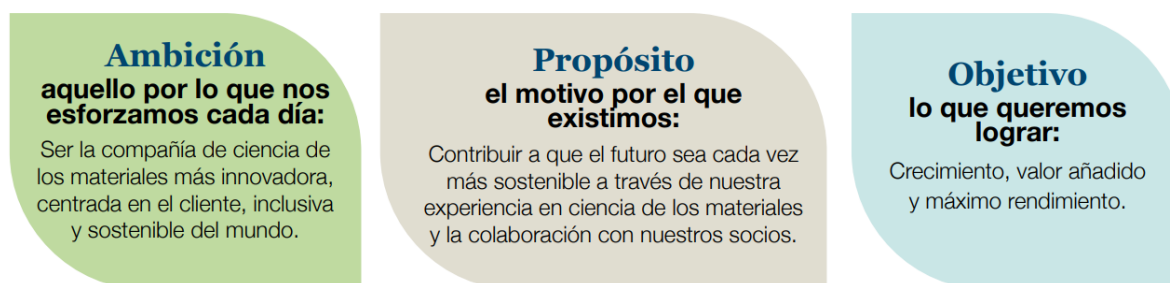 Ambición
aquello por lo que nos
esforzamos cada día:
Ser la compañía de ciencia de
los materiales más innovadora,
centrada en el cliente, inclusiva
y sostenible del mundo.
Propósito
el motivo por el que
existimos:
Contribuir a que el futuro sea cada vez
más sostenible a través de nuestra
experiencia en ciencia de los materiales
y la colaboración con nuestros socios.
Objetivo
lo que queremos
lograr:
Crecimiento, valor añadido
y máximo rendimiento.